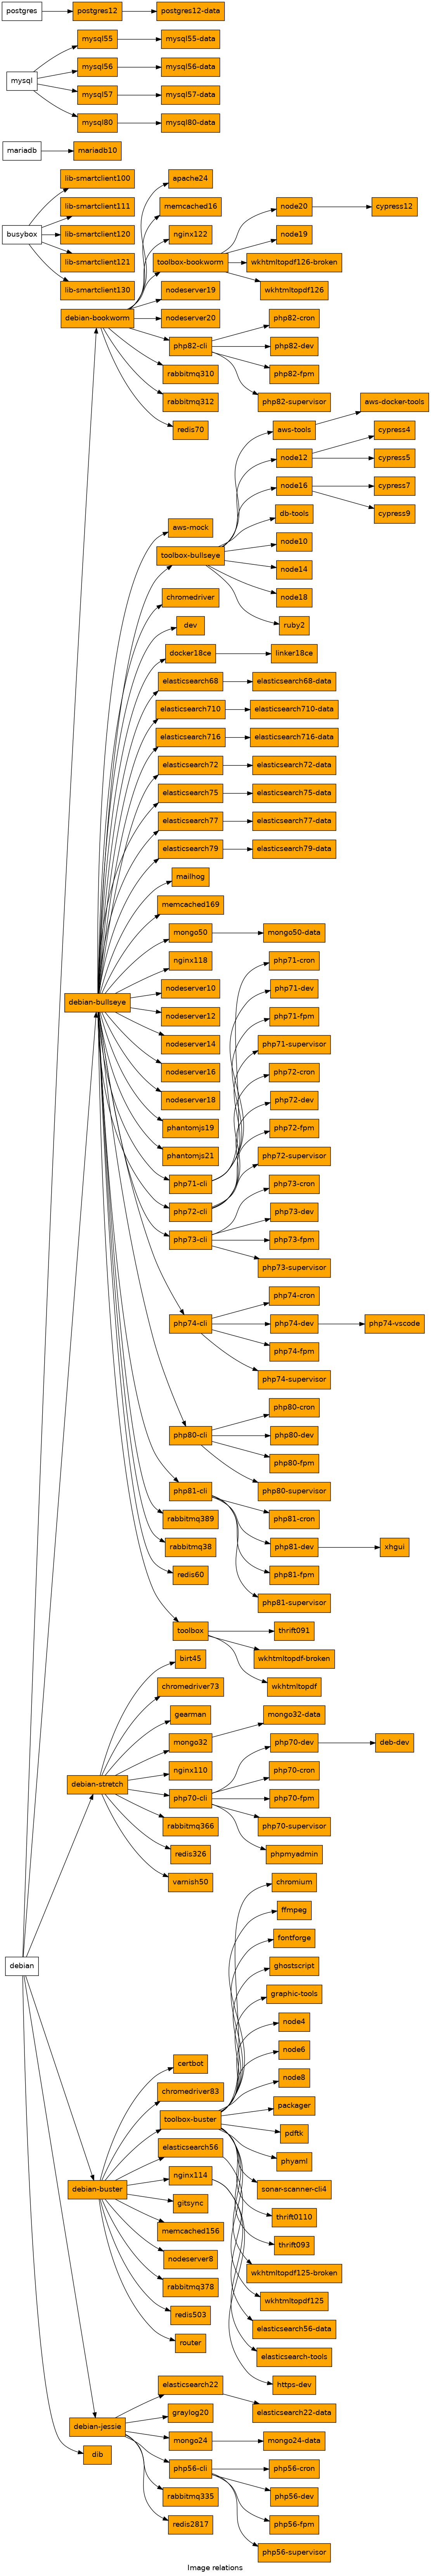 postgres
postgres12
postgres12-data
mysql55
mysql55-data
mysql56
mysql56-data
mysql
mysql57
mysql57-data
mysql80
mysql80-data
mariadb
mariadb10
lib-smartclient100
apache24
lib-smartclient111
memcached16
node20
cypress12
busybox
lib-smartclient120
nginx122
node19
lib-smartclient121
toolbox-bookworm
wkhtmltopdf126-broken
lib-smartclient130
nodeserver19
wkhtmltopdf126
debian-bookworm
nodeserver20
php82-cron
php82-cli
php82-dev
rabbitmq310
php82-fpm
rabbitmq312
php82-supervisor
aws-docker-tools
redis70
aws-tools
cypress4
node12
cypress5
node16
cypress7
db-tools
cypress9
aws-mock
node10
toolbox-bullseye
node14
chromedriver
node18
dev
ruby2
docker18ce
linker18ce
elasticsearch68
elasticsearch68-data
elasticsearch710
elasticsearch710-data
elasticsearch716
elasticsearch716-data
elasticsearch72
elasticsearch72-data
elasticsearch75
elasticsearch75-data
elasticsearch77
elasticsearch77-data
elasticsearch79
elasticsearch79-data
mailhog
memcached169
mongo50
mongo50-data
nginx118
php71-cron
debian-bullseye
nodeserver10
php71-dev
nodeserver12
php71-fpm
nodeserver14
php71-supervisor
nodeserver16
php72-cron
nodeserver18
php72-dev
phantomjs19
php72-fpm
phantomjs21
php72-supervisor
php71-cli
php73-cron
php72-cli
php73-dev
php73-cli
php73-fpm
php73-supervisor
php74-cron
php74-cli
php74-dev
php74-vscode
php74-fpm
php74-supervisor
php80-cron
php80-cli
php80-dev
php80-fpm
php80-supervisor
php81-cli
php81-cron
rabbitmq389
php81-dev
xhgui
rabbitmq38
php81-fpm
redis60
php81-supervisor
toolbox
thrift091
birt45
wkhtmltopdf-broken
chromedriver73
wkhtmltopdf
gearman
mongo32-data
mongo32
php70-dev
deb-dev
debian-stretch
nginx110
php70-cron
php70-cli
php70-fpm
rabbitmq366
php70-supervisor
redis326
phpmyadmin
varnish50
chromium
ffmpeg
fontforge
debian
ghostscript
graphic-tools
node4
node6
certbot
node8
chromedriver83
packager
toolbox-buster
pdftk
elasticsearch56
phyaml
debian-buster
nginx114
sonar-scanner-cli4
gitsync
thrift0110
memcached156
thrift093
nodeserver8
wkhtmltopdf125-broken
rabbitmq378
wkhtmltopdf125
redis503
elasticsearch56-data
router
elasticsearch-tools
elasticsearch22
https-dev
debian-jessie
graylog20
elasticsearch22-data
mongo24
mongo24-data
dib
php56-cli
php56-cron
rabbitmq335
php56-dev
redis2817
php56-fpm
php56-supervisor
Image relations